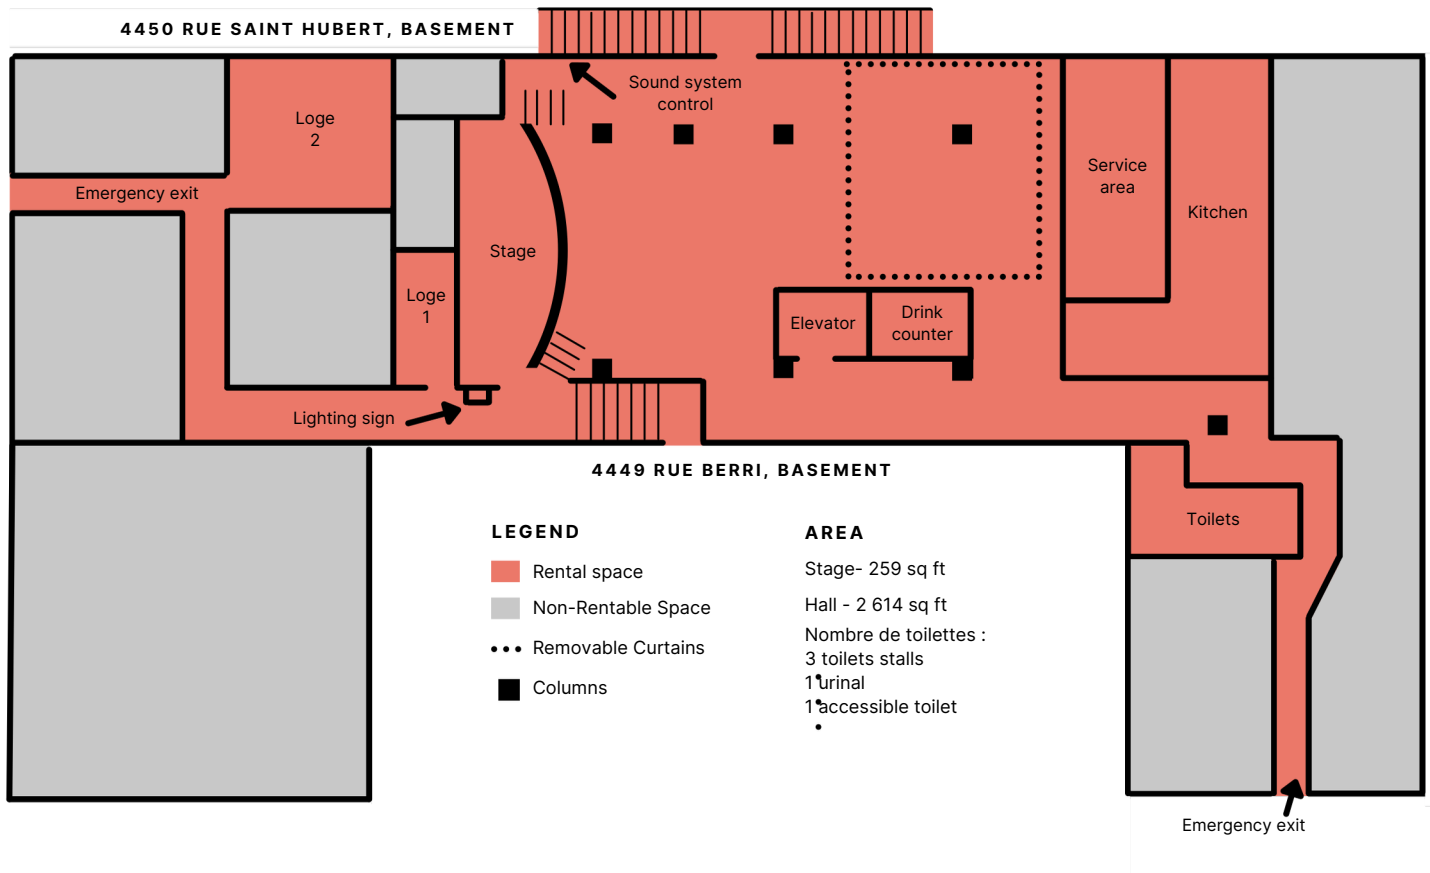 4450 RUE SAINT HUBERT, BASEMENT
Sound system
control
Loge
2
Service
area
Emergency exit
Kitchen
Stage
Loge
1
Elevator
Drink
counter
Lighting sign
4449 RUE BERRI, BASEMENT
Toilets
LEGEND
Rental space
Non-Rentable Space
Removable Curtains
Columns
AREA
Stage- 259 sq ft
Hall - 2 614 sq ft
Nombre de toilettes :
3 toilets stalls
1 urinal
1 accessible toilet
Emergency exit